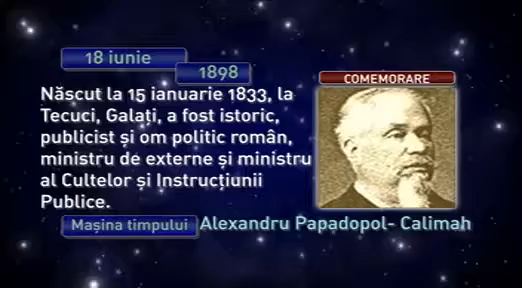 18 iunie
1898
COMEMORARE
Născut la 15 ianuarie 1833, la
Tecuci, Galați, a fost istoric,
publicist și om politic român,
ministru de externe și ministru
al Cultelor și Instrucțiunii
Publice.
Mașina timpului
Alexandru Papadopol- Calimah